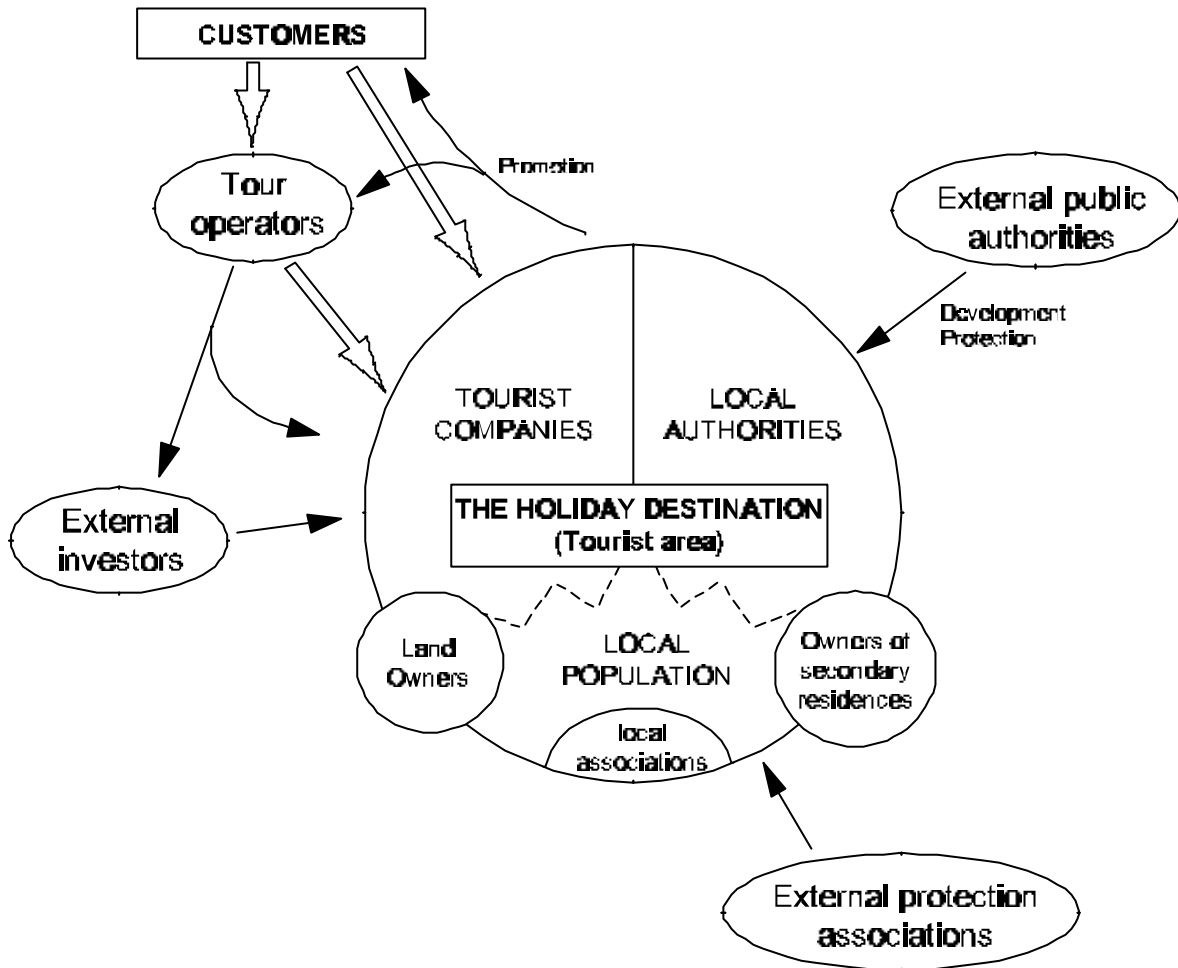 CUSTOMERS
Promotion
Tour
operators
External public
authorities
Development
Protection
TOURIST
COMPANIES
LOCAL
AUTHORITIES
THE HOLIDAY DESTINATION
(Tourist area)
External
investors
Land
Owners
LOCAL
POPULATION
Owners of
secondary
residences
local
associations
External protection
associations